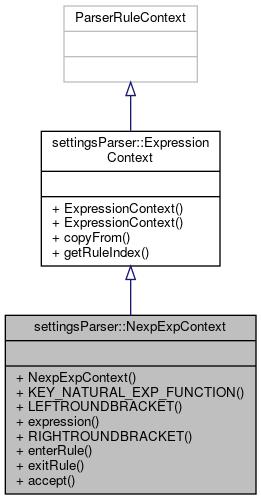 ParserRuleContext
settingsParser::Expression
Context
+ ExpressionContext()
+ ExpressionContext()
+ copyFrom()
+ getRuleIndex()
settingsParser::NexpExpContext
+ NexpExpContext()
+ KEY_NATURAL_EXP_FUNCTION()
+ LEFTROUNDBRACKET()
+ expression()
+ RIGHTROUNDBRACKET()
+ enterRule()
+ exitRule()
+ accept()